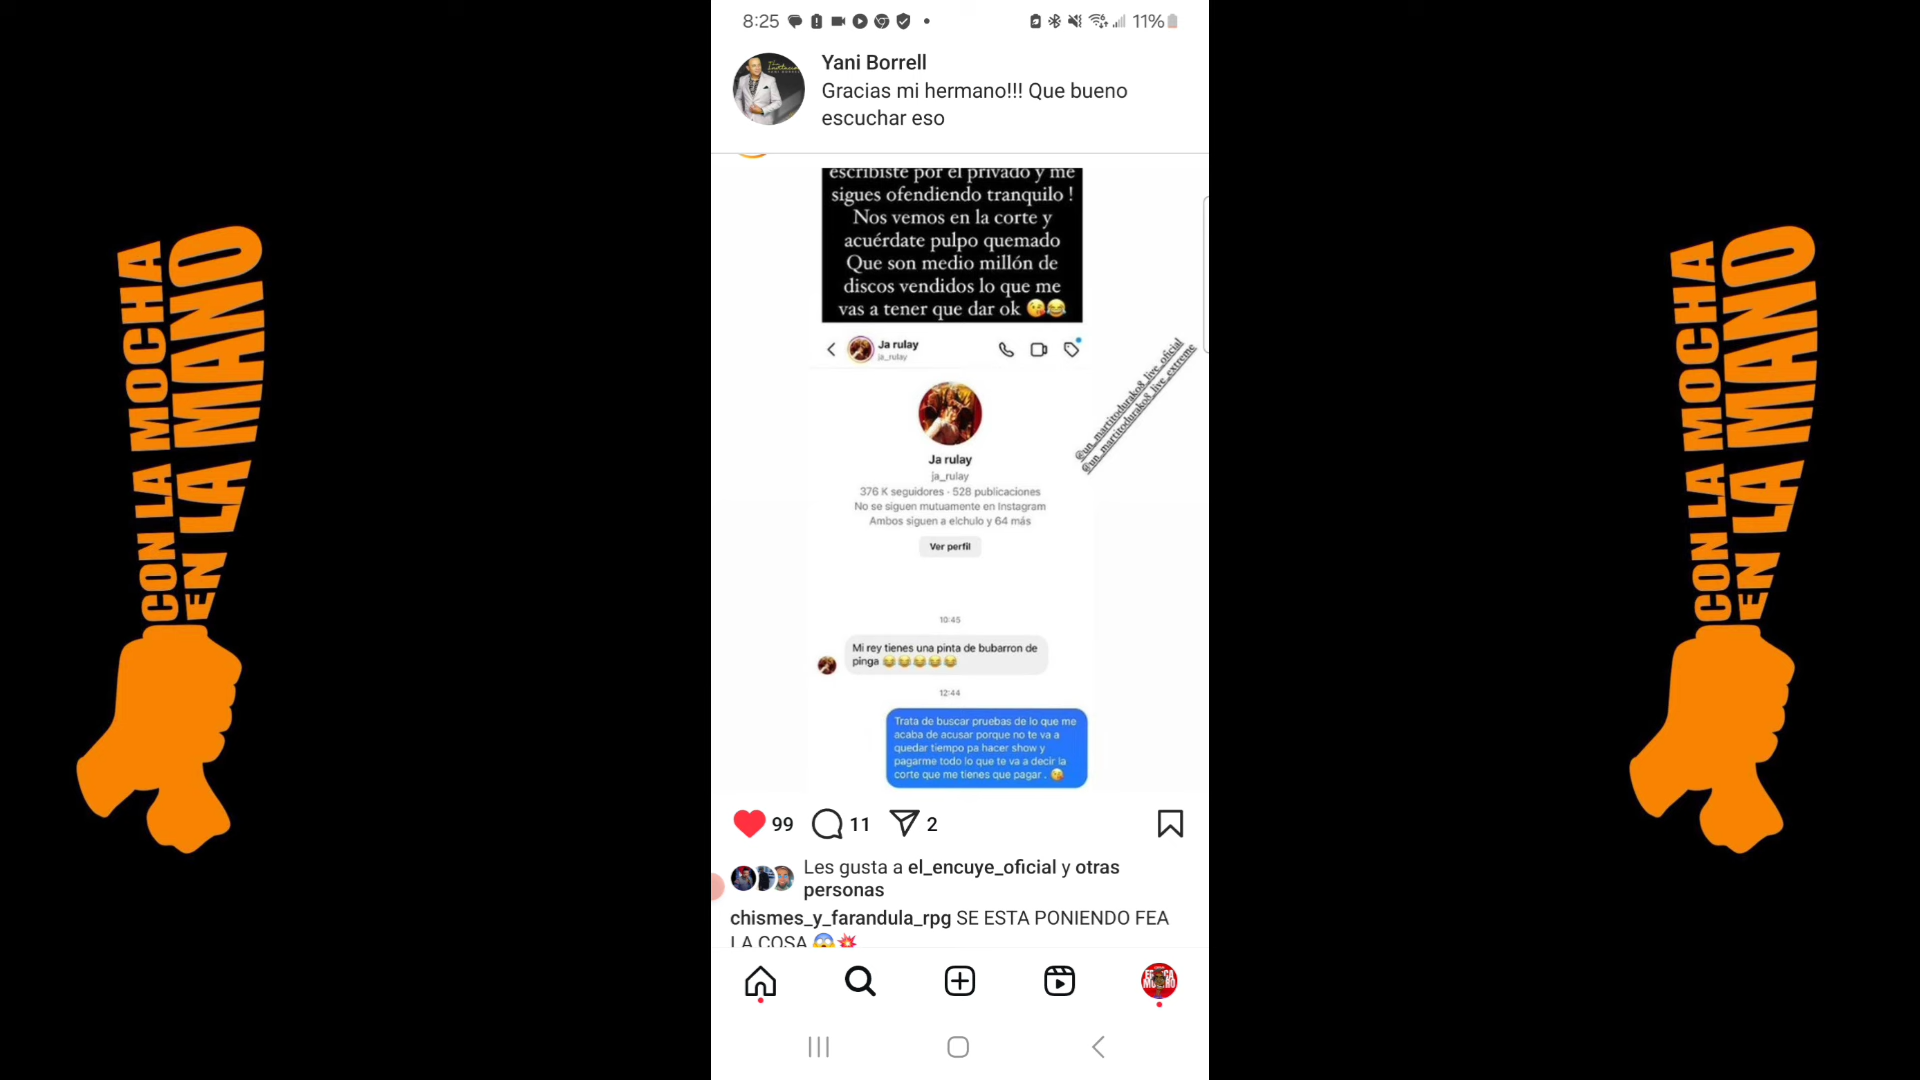 8:25
11%
Yani Borrell
Gracias mi hermano!!! Que bueno
escuchar eso
escribiste por el privado y me
sigues ofendiendo tranquilo !
Nos vemos en la corte y
acuérdate pulpo quemado
Que son medio millón de
discos vendidos lo que me
vas a tener que dar ok 😘😂
Ja rulay
ja_rulay
@un_martitodurako8_live_oficial
@un_martitodurako8_live_extreme
Ja rulay
ja_rulay
376 K seguidores · 528 publicaciones
No se siguen mutuamente en Instagram
Ambos siguen a elchulo y 64 más
Ver perfil
10:45
Mi rey tienes una pinta de bubarron de
pinga 😂😂😂😂😂
12:44
Trata de buscar pruebas de lo que me
acaba de acusar porque no te va a
quedar tiempo pa hacer show y
pagarme todo lo que te va a decir la
corte que me tienes que pagar . 😘
99 11 2
Les gusta a el_encuye_oficial y otras
personas
chismes_y_farandula_rpg SE ESTA PONIENDO FEA
LA COSA 😱💥
CON LA MOCHA
EN LA MANO
CON LA MOCHA
EN LA MANO